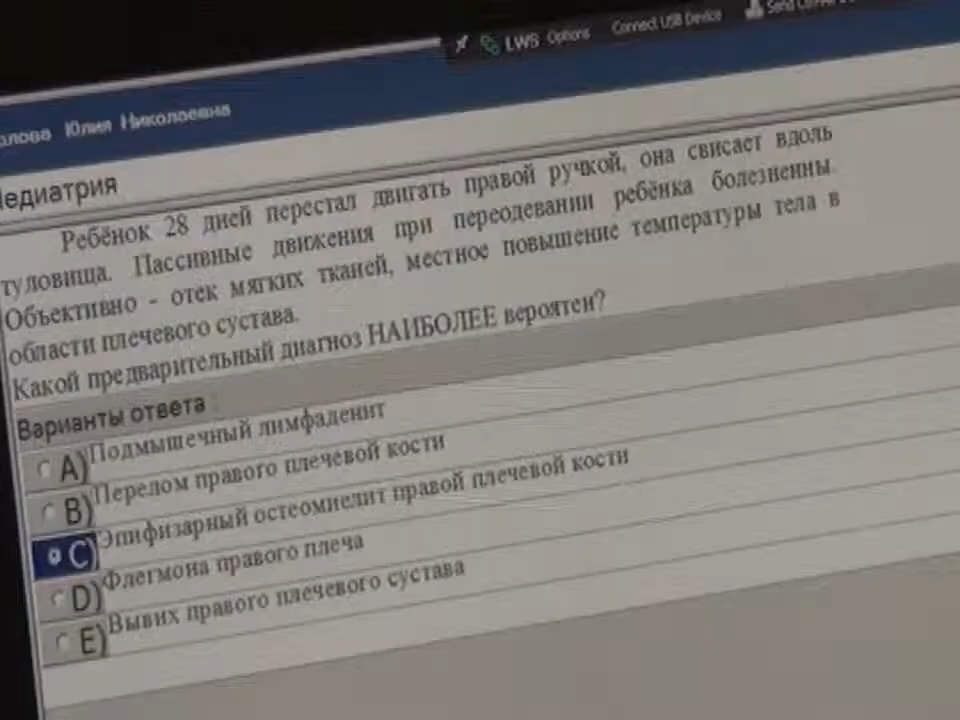 LWS Options Connect USB Device Send
Юлия Николаевна
Педиатрия
Ребёнок 28 дней перестал двигать правой ручкой, она свисает вдоль
туловища. Пассивные движения при переодевании ребёнка болезненны.
Объективно - отек мягких тканей, местное повышение температуры тела в
области плечевого сустава.
Какой предварительный диагноз НАИБОЛЕЕ вероятен?
Варианты ответа :
A) Подмышечный лимфаденит
B) Перелом правого плечевой кости
C) Эпифизарный остеомиелит правой плечевой кости
D) Флегмона правого плеча
E) Вывих правого плечевого сустава